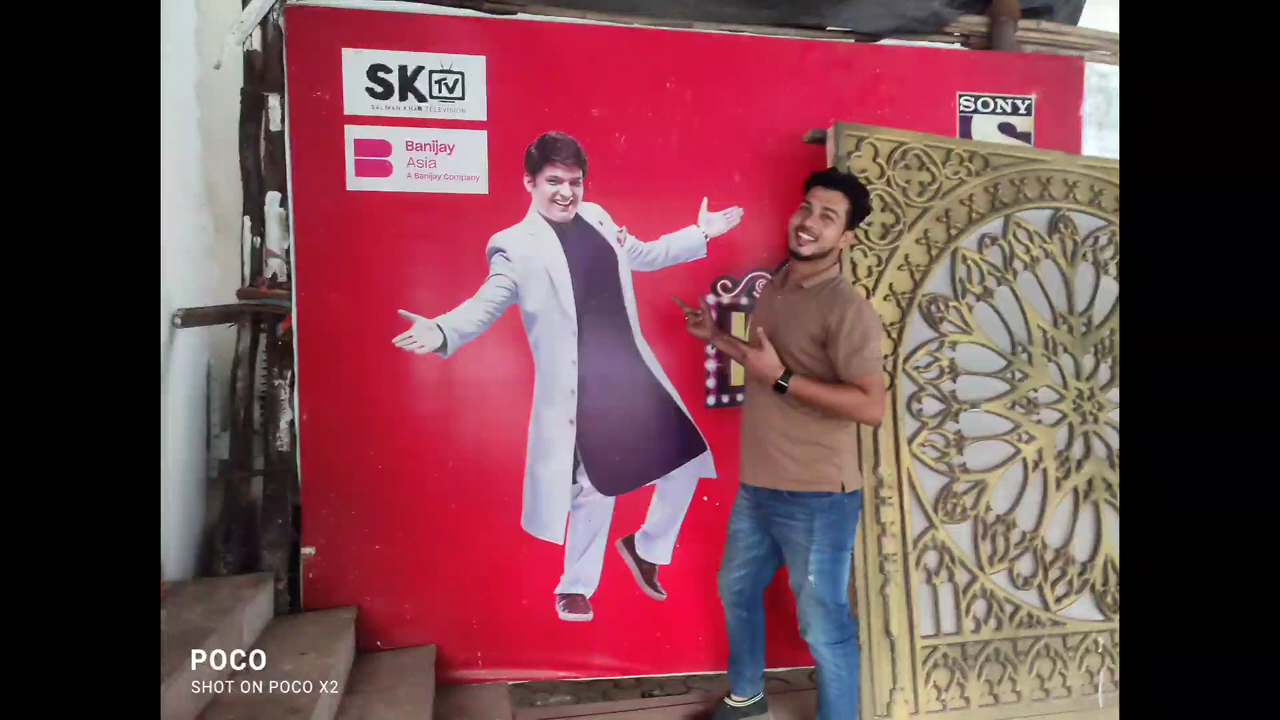 SK TV
SALMAN KHAN TELEVISION
Banijay
Asia
A Banijay Company
SONY
POCO
SHOT ON POCO X2